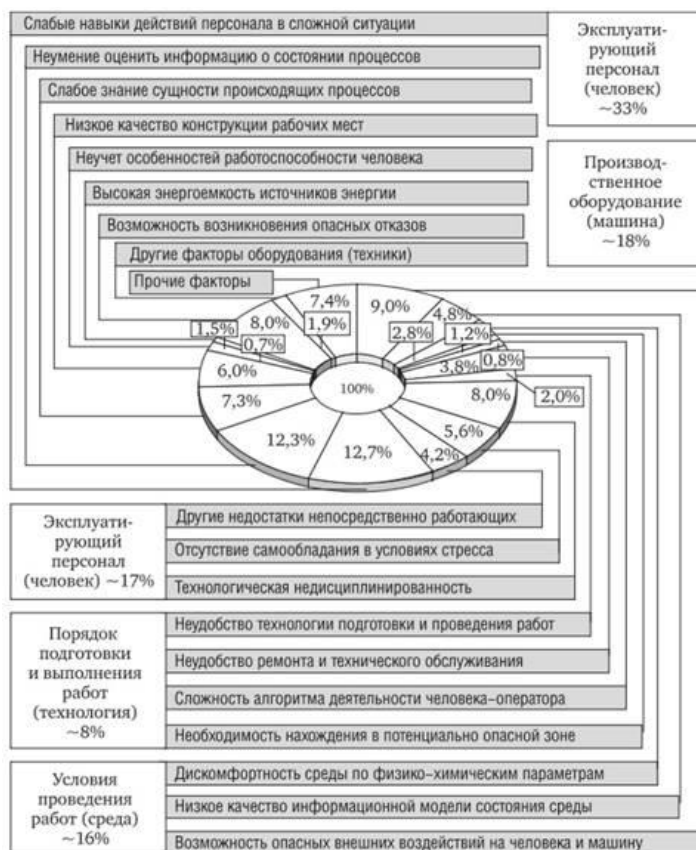 Слабые навыки действий персонала в сложной ситуации
Неумение оценить информацию о состоянии процессов
Слабое знание сущности происходящих процессов
Низкое качество конструкции рабочих мест
Неучет особенностей работоспособности человека
Высокая энергоемкость источников энергии
Возможность возникновения опасных отказов
Другие факторы оборудования (техники)
Прочие факторы
Эксплуати-
рующий
персонал
(человек)
~33%
Производ-
ственное
оборудование
(машина)
~18%
7,4%
9,0%
4,8%
1,5%
8,0%
1,9%
2,8%
1,2%
0,7%
3,8%
0,8%
6,0%
100%
8,0%
2,0%
7,3%
5,6%
12,3%
12,7%
4,2%
Эксплуати-
рующий
персонал
(человек) ~17%
Другие недостатки непосредственно работающих
Отсутствие самообладания в условиях стресса
Технологическая недисциплинированность
Порядок
подготовки
и выполнения
работ
(технология)
~8%
Неудобство технологии подготовки и проведения работ
Неудобство ремонта и технического обслуживания
Сложность алгоритма деятельности человека–оператора
Необходимость нахождения в потенциально опасной зоне
Условия
проведения
работ (среда)
~16%
Дискомфортность среды по физико–химическим параметрам
Низкое качество информационной модели состояния среды
Возможность опасных внешних воздействий на человека и машину